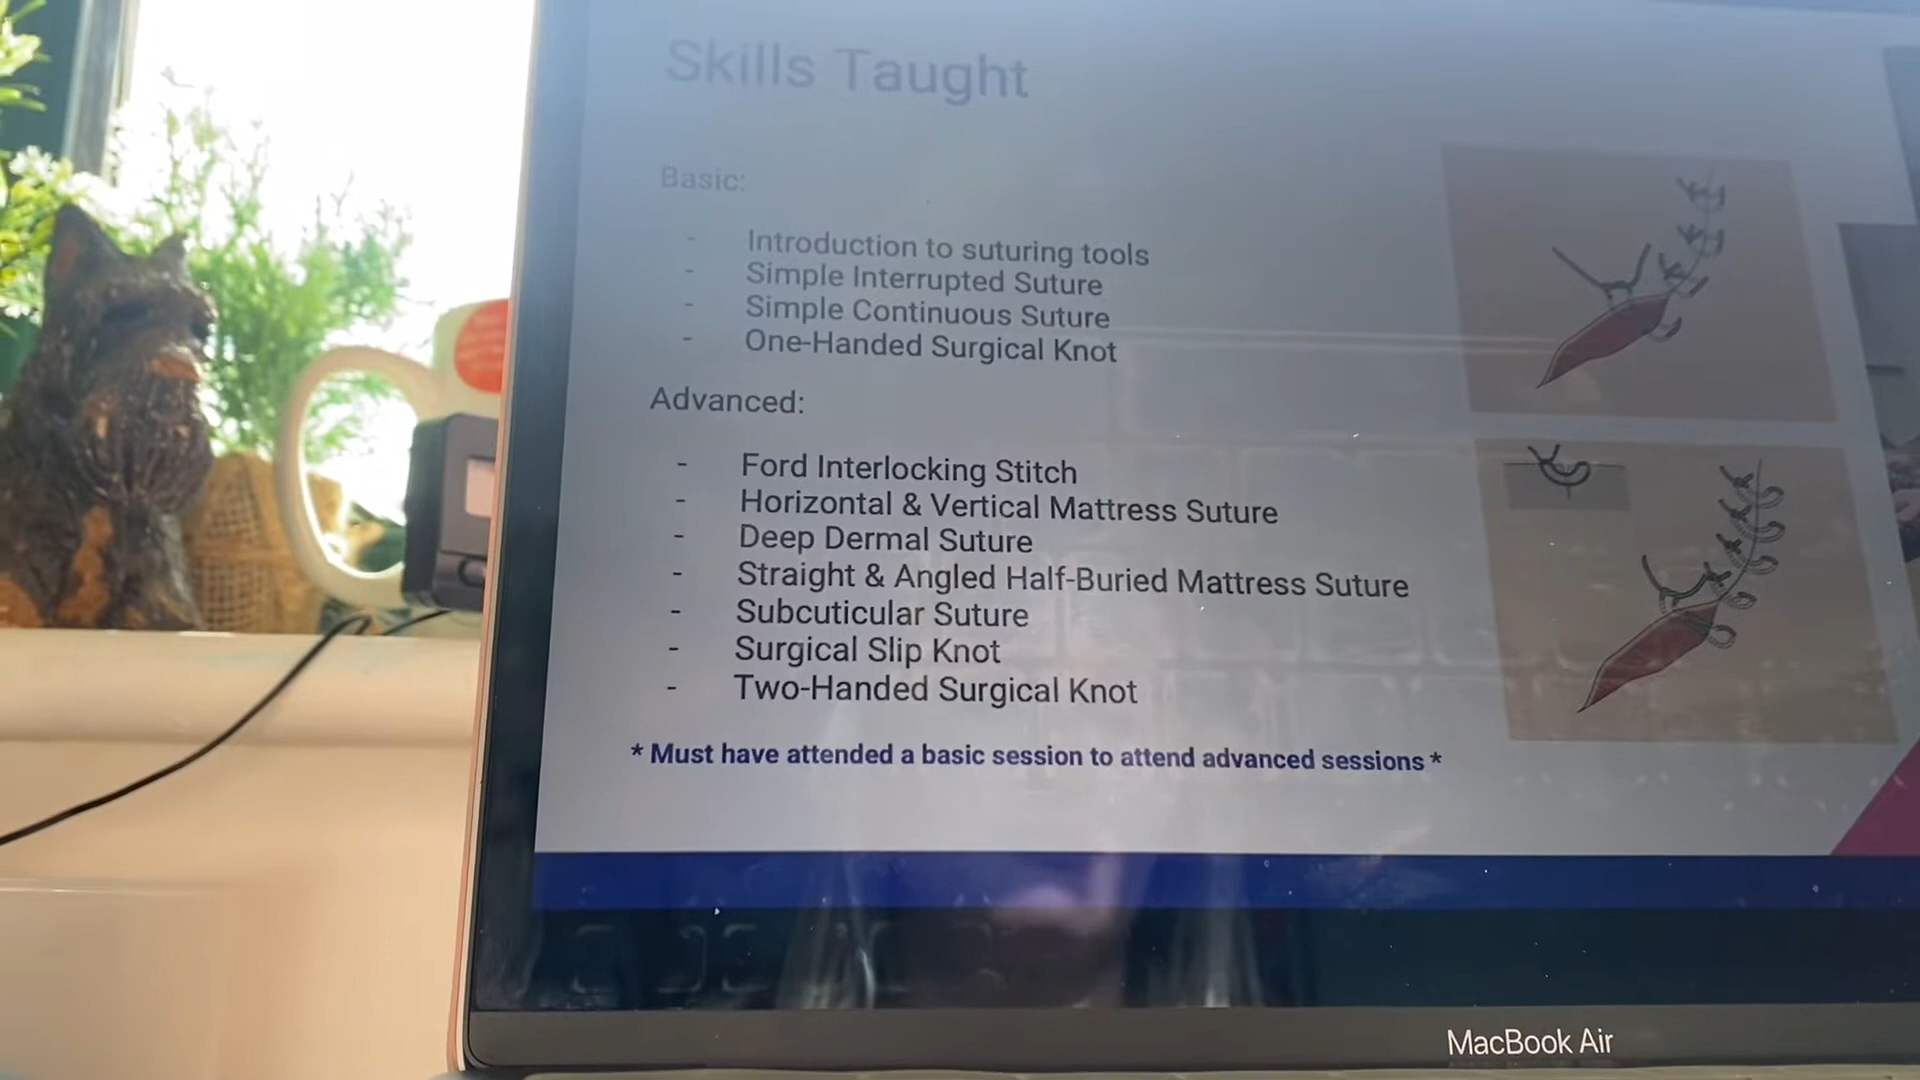 Skills Taught
Basic:
- Introduction to suturing tools
- Simple Interrupted Suture
- Simple Continuous Suture
- One-Handed Surgical Knot
Advanced:
- Ford Interlocking Stitch
- Horizontal & Vertical Mattress Suture
- Deep Dermal Suture
- Straight & Angled Half-Buried Mattress Suture
- Subcuticular Suture
- Surgical Slip Knot
- Two-Handed Surgical Knot
* Must have attended a basic session to attend advanced sessions *
MacBook Air